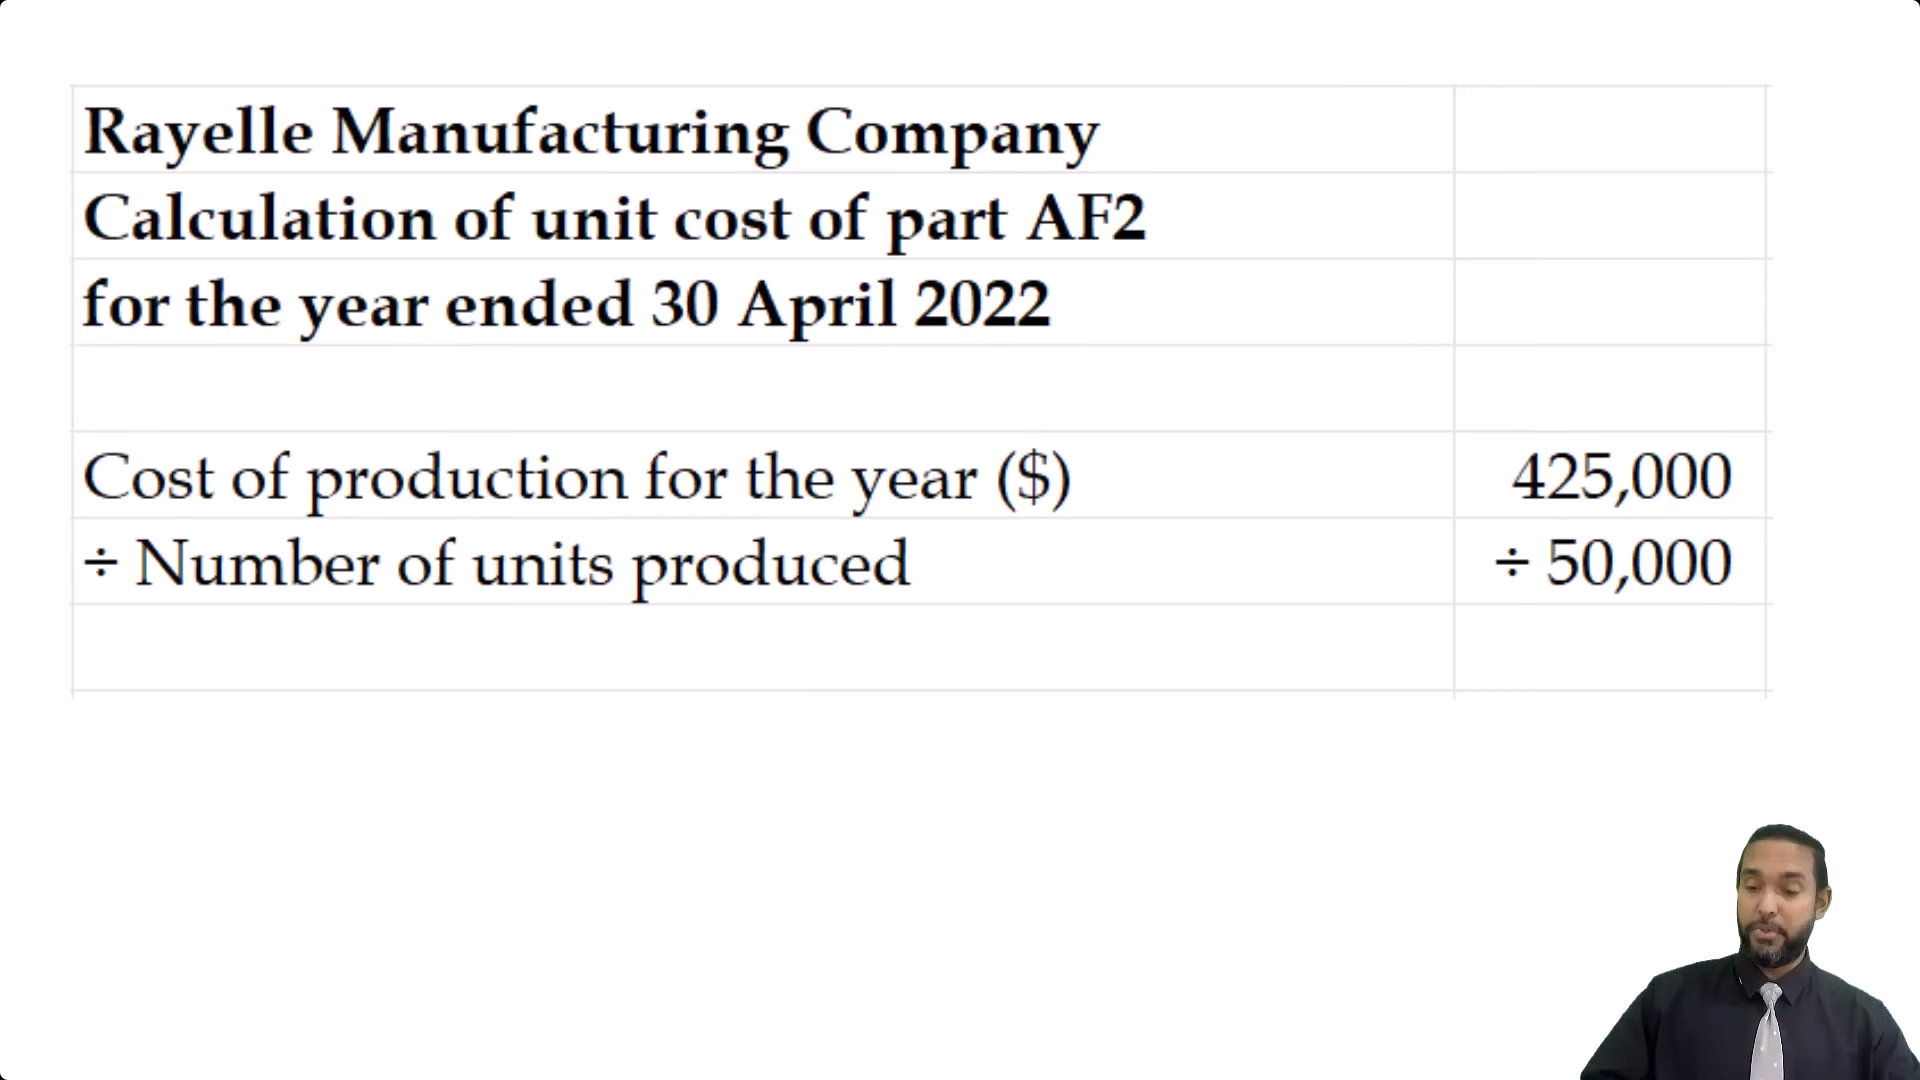 Rayelle Manufacturing Company
Calculation of unit cost of part AF2
for the year ended 30 April 2022
Cost of production for the year ($) 425,000
÷ Number of units produced ÷ 50,000